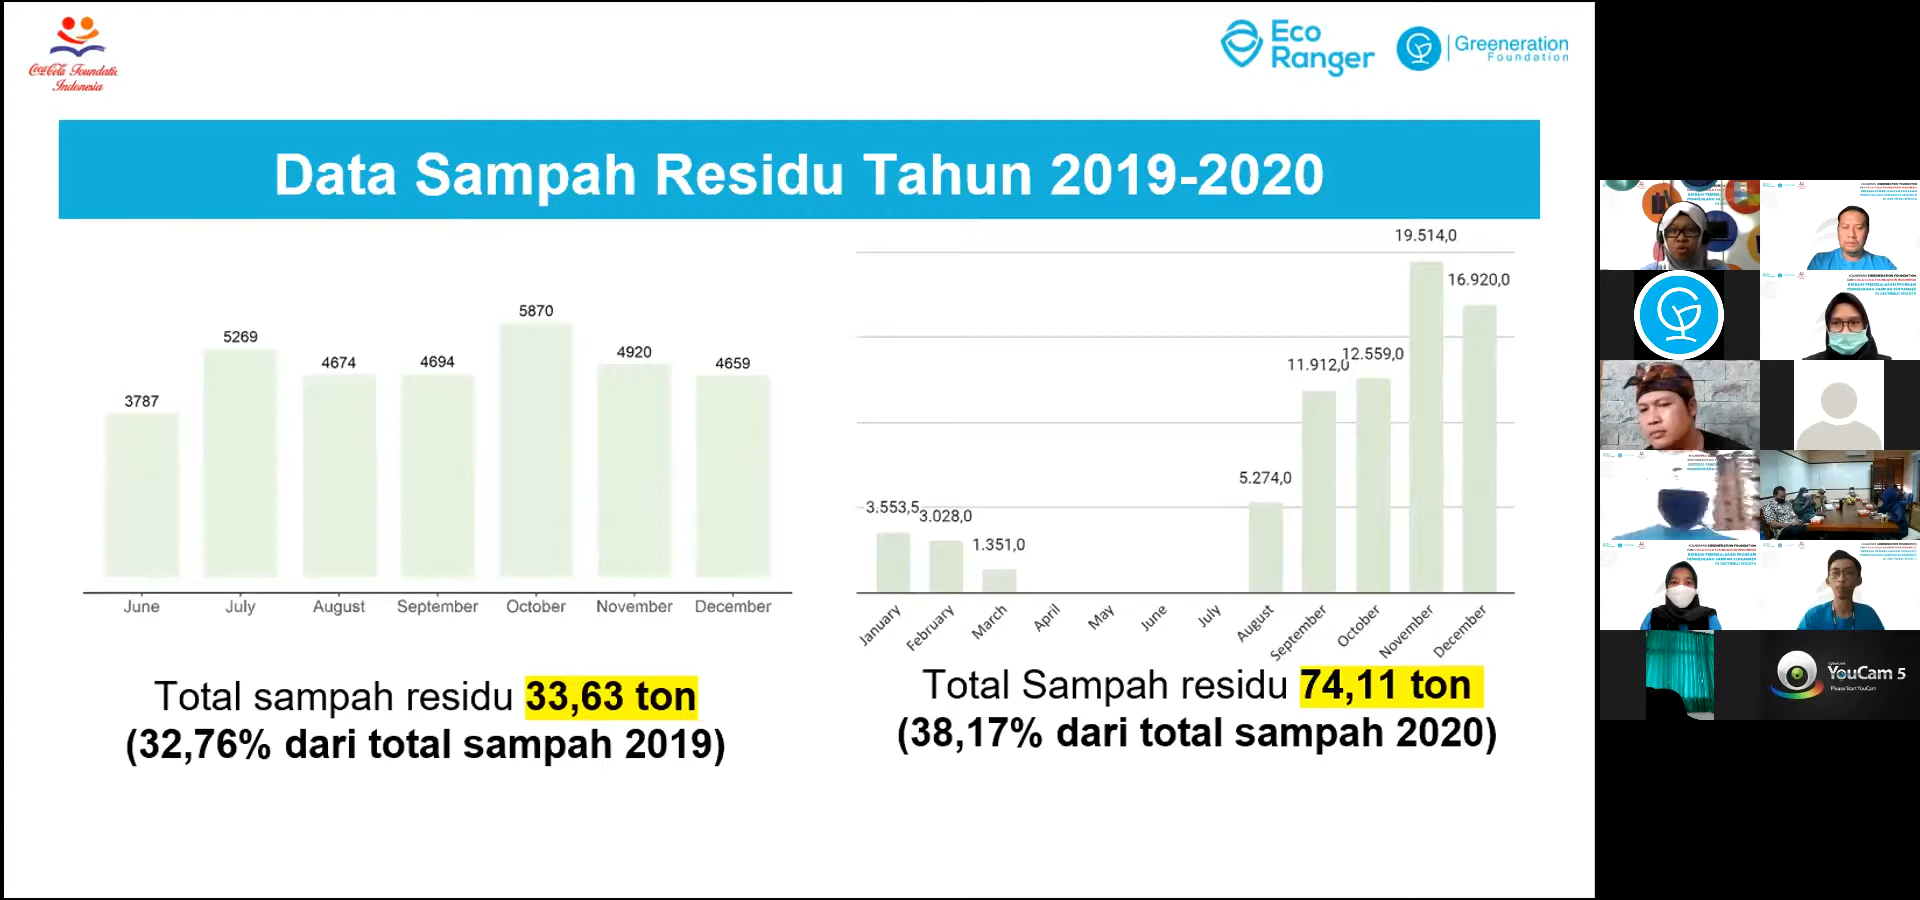 Coca-Cola Foundation
Indonesia
Eco
Ranger
Greeneration
Foundation
Data Sampah Residu Tahun 2019-2020
3787
5269
4674
4694
5870
4920
4659
June
July
August
September
October
November
December
Total sampah residu 33,63 ton
(32,76% dari total sampah 2019)
3.553,5
3.028,0
1.351,0
5.274,0
11.912,0
12.559,0
19.514,0
16.920,0
January
February
March
April
May
June
July
August
September
October
November
December
Total Sampah residu 74,11 ton
(38,17% dari total sampah 2020)
YouCam 5
Please Start YouCam